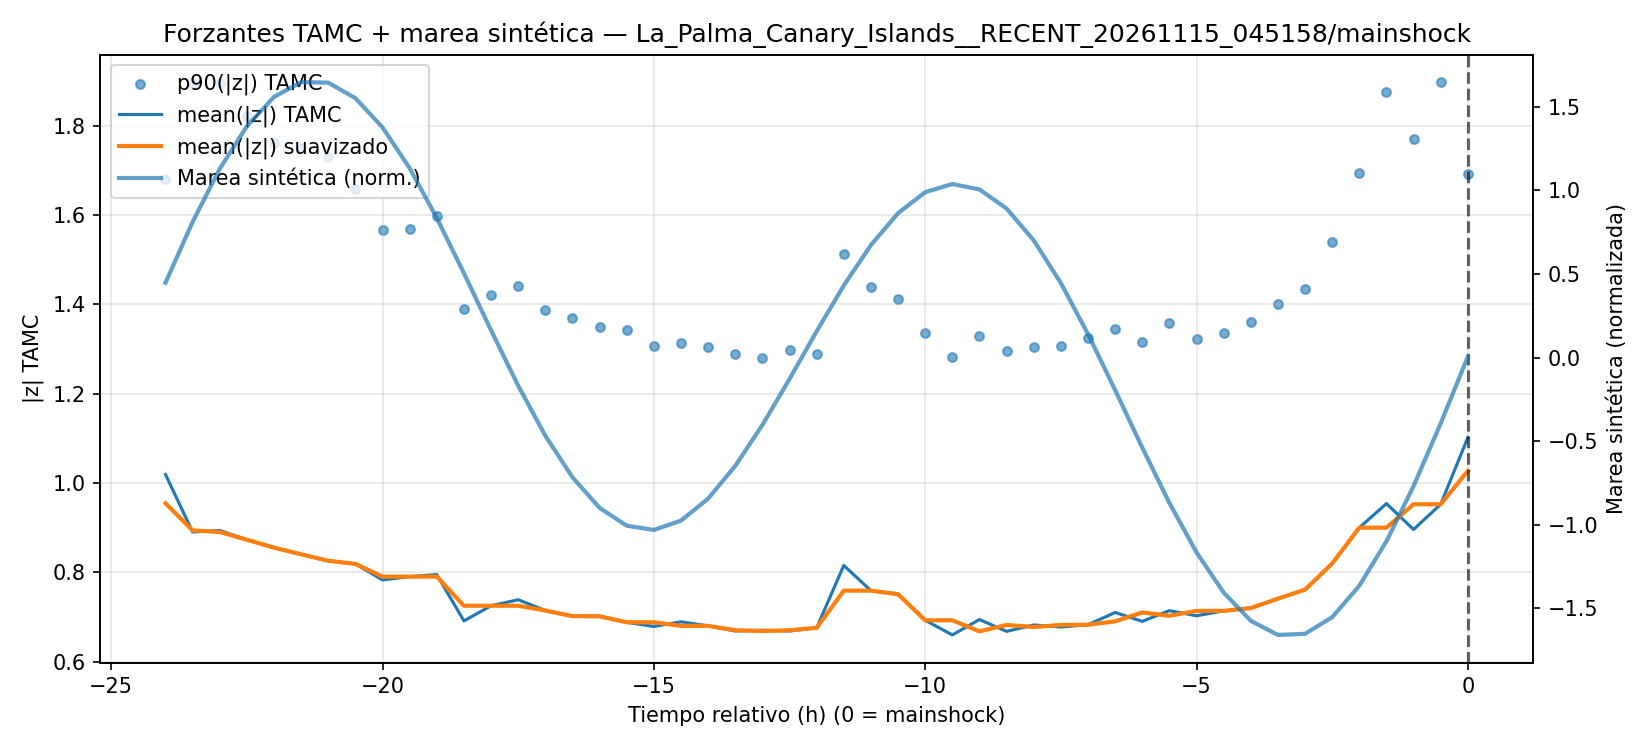 Forzantes TAMC + marea sintética — La_Palma_Canary_Islands__RECENT_20261115_045158/mainshock
p90(|z|) TAMC
mean(|z|) TAMC
mean(|z|) suavizado
Marea sintética (norm.)
|z| TAMC
1.8
1.6
1.4
1.2
1.0
0.8
0.6
1.5
1.0
0.5
0.0
−0.5
−1.0
−1.5
Marea sintética (normalizada)
−25 −20 −15 −10 −5 0
Tiempo relativo (h) (0 = mainshock)